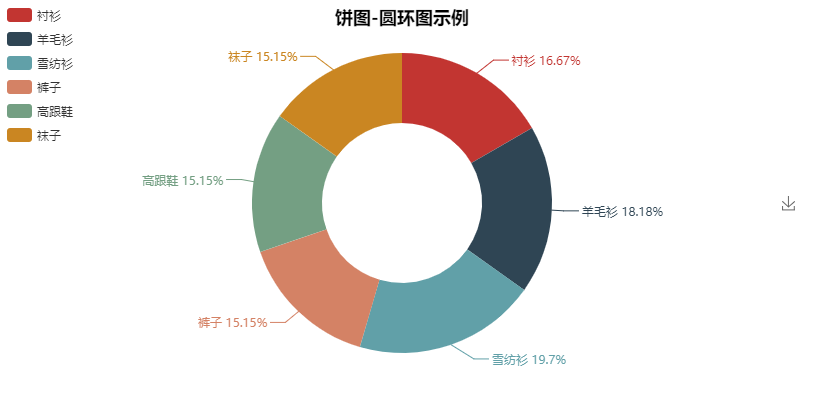 饼图-圆环图示例
衬衫
羊毛衫
雪纺衫
裤子
高跟鞋
袜子
袜子 15.15%
衬衫 16.67%
高跟鞋 15.15%
羊毛衫 18.18%
裤子 15.15%
雪纺衫 19.7%